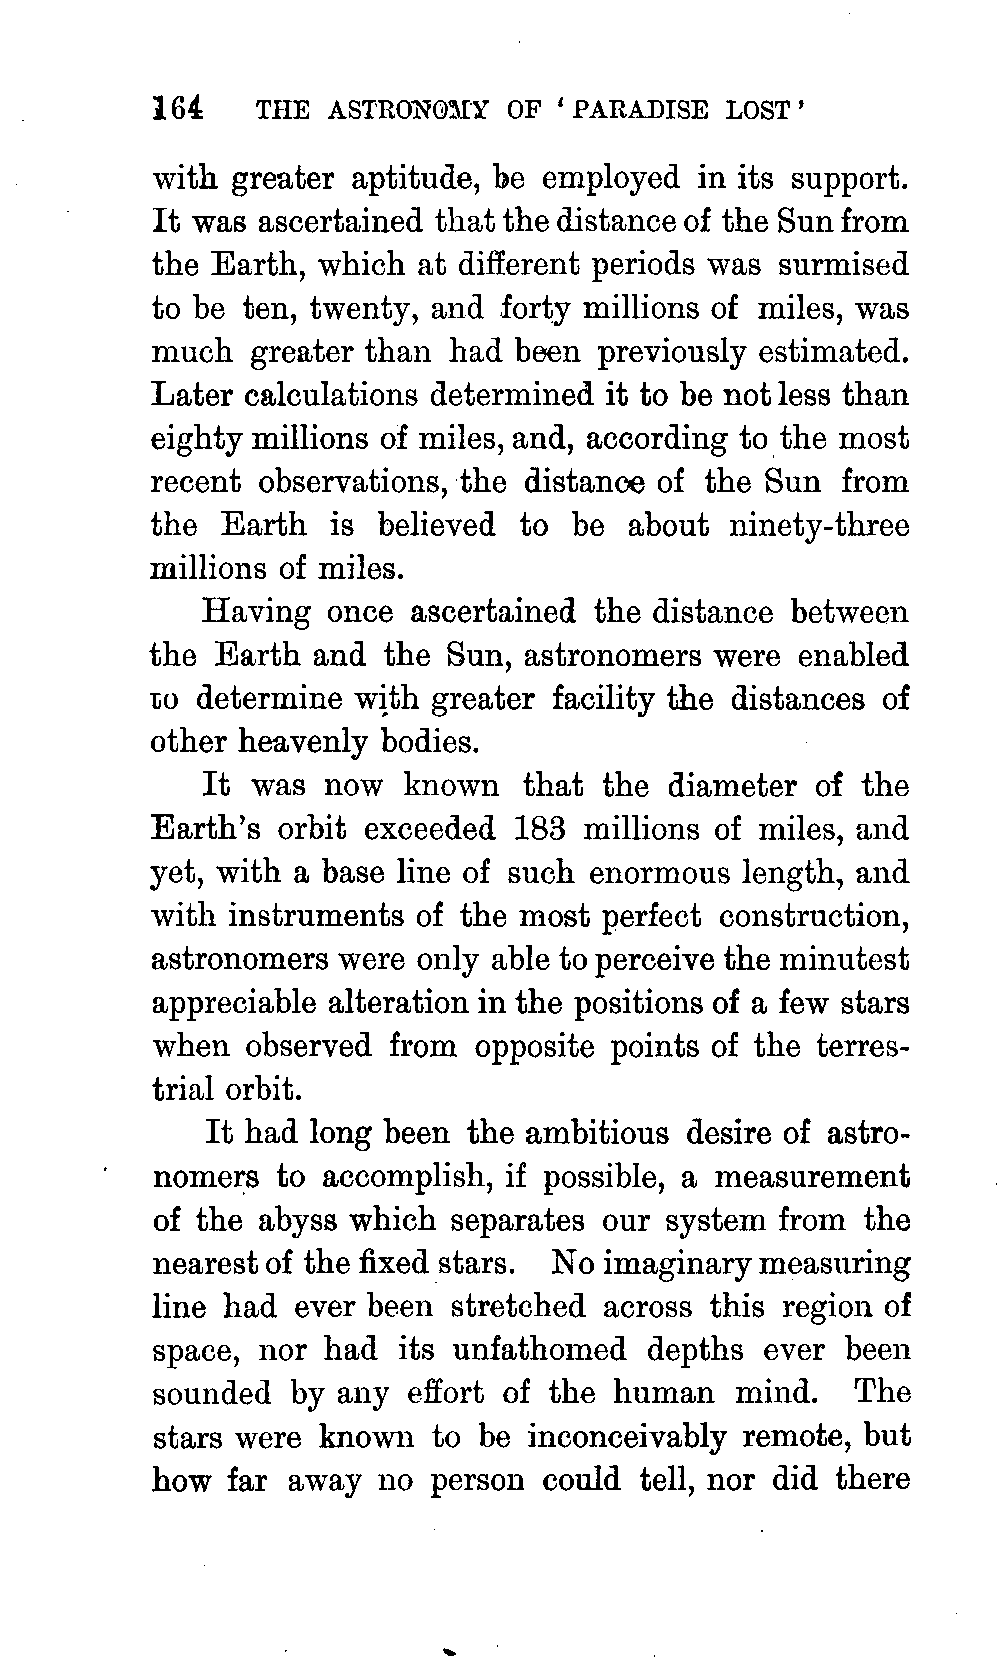 164 THE ASTRONOMY OF ‘PARADISE LOST’
with greater aptitude, be employed in its support.
It was ascertained that the distance of the Sun from
the Earth, which at different periods was surmised
to be ten, twenty, and forty millions of miles, was
much greater than had been previously estimated.
Later calculations determined it to be not less than
eighty millions of miles, and, according to the most
recent observations, the distance of the Sun from
the Earth is believed to be about ninety-three
millions of miles.
Having once ascertained the distance between
the Earth and the Sun, astronomers were enabled
to determine with greater facility the distances of
other heavenly bodies.
It was now known that the diameter of the
Earth's orbit exceeded 183 millions of miles, and
yet, with a base line of such enormous length, and
with instruments of the most perfect construction,
astronomers were only able to perceive the minutest
appreciable alteration in the positions of a few stars
when observed from opposite points of the terres-
trial orbit.
It had long been the ambitious desire of astro-
nomers to accomplish, if possible, a measurement
of the abyss which separates our system from the
nearest of the fixed stars. No imaginary measuring
line had ever been stretched across this region of
space, nor had its unfathomed depths ever been
sounded by any effort of the human mind. The
stars were known to be inconceivably remote, but
how far away no person could tell, nor did there